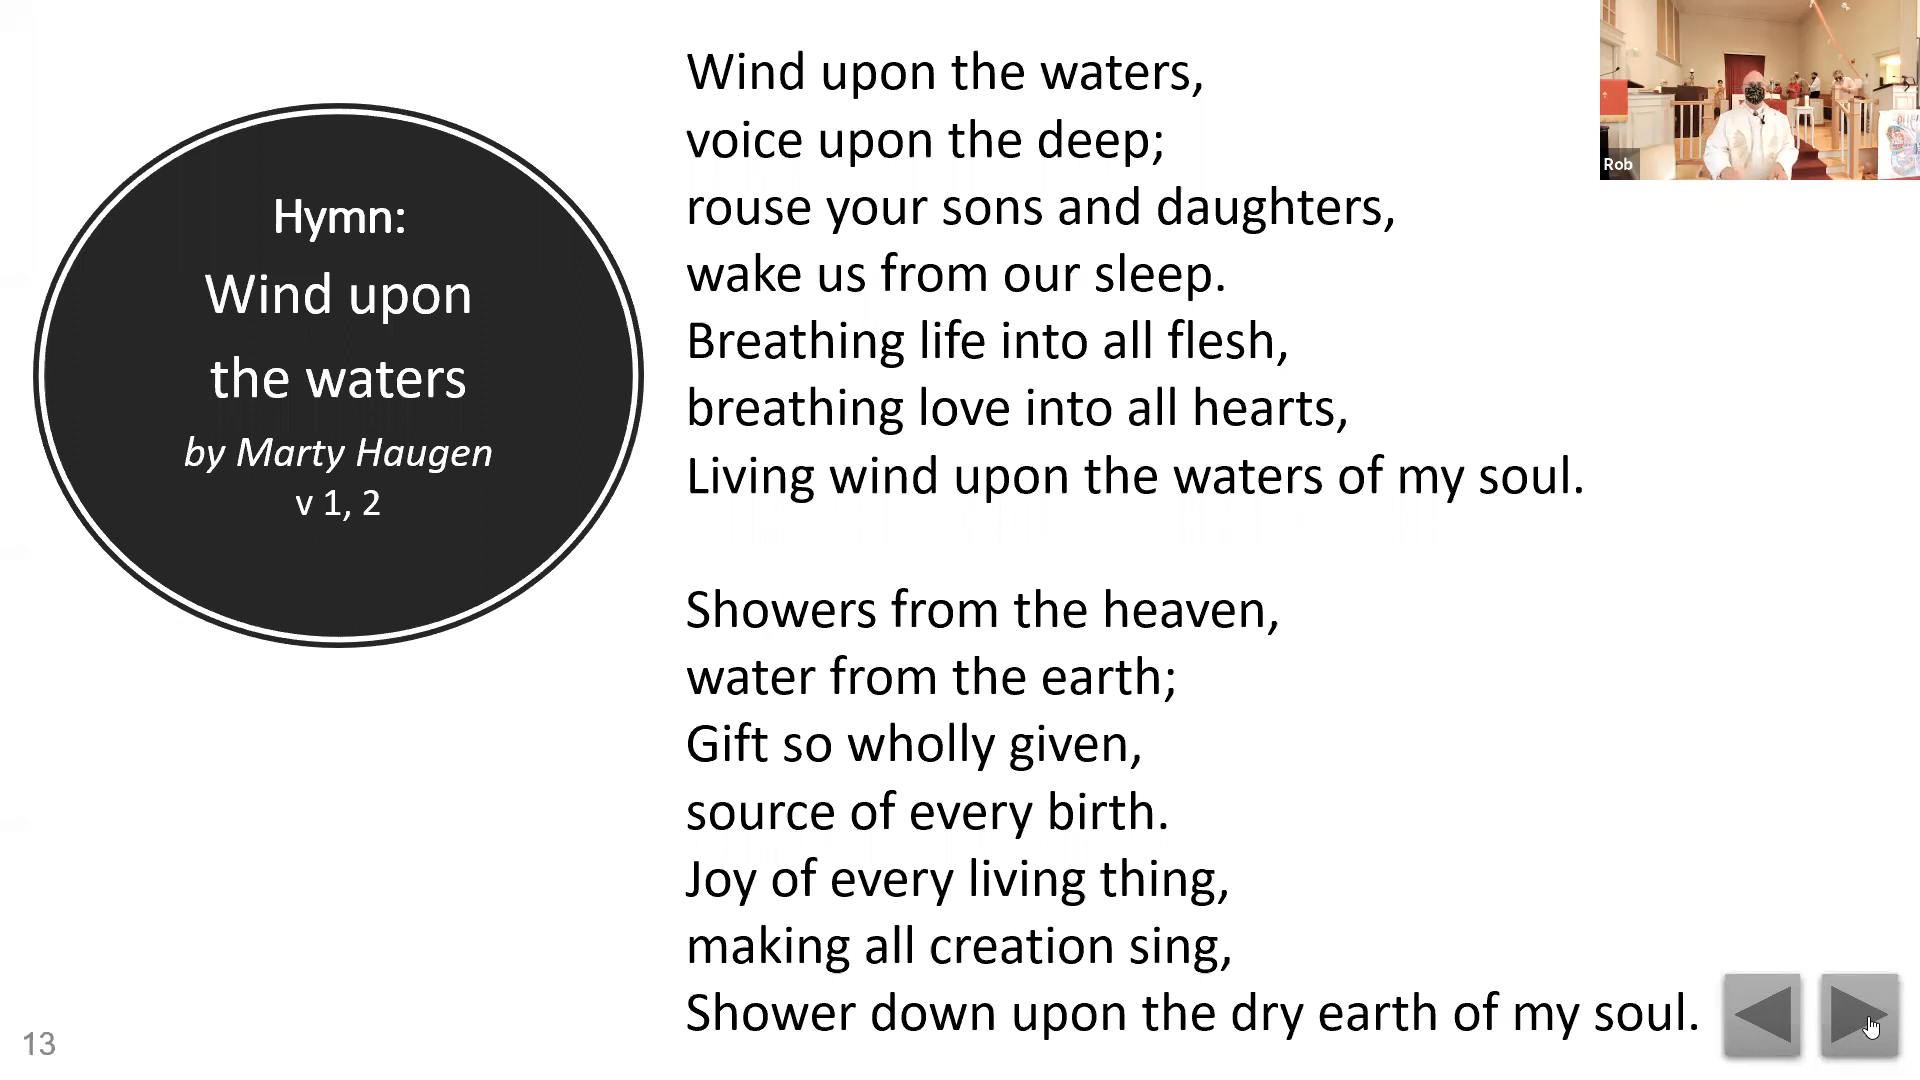 Hymn:
Wind upon
the waters
by Marty Haugen
v 1, 2
Wind upon the waters,
voice upon the deep;
rouse your sons and daughters,
wake us from our sleep.
Breathing life into all flesh,
breathing love into all hearts,
Living wind upon the waters of my soul.
Showers from the heaven,
water from the earth;
Gift so wholly given,
source of every birth.
Joy of every living thing,
making all creation sing,
Shower down upon the dry earth of my soul.
Rob
13